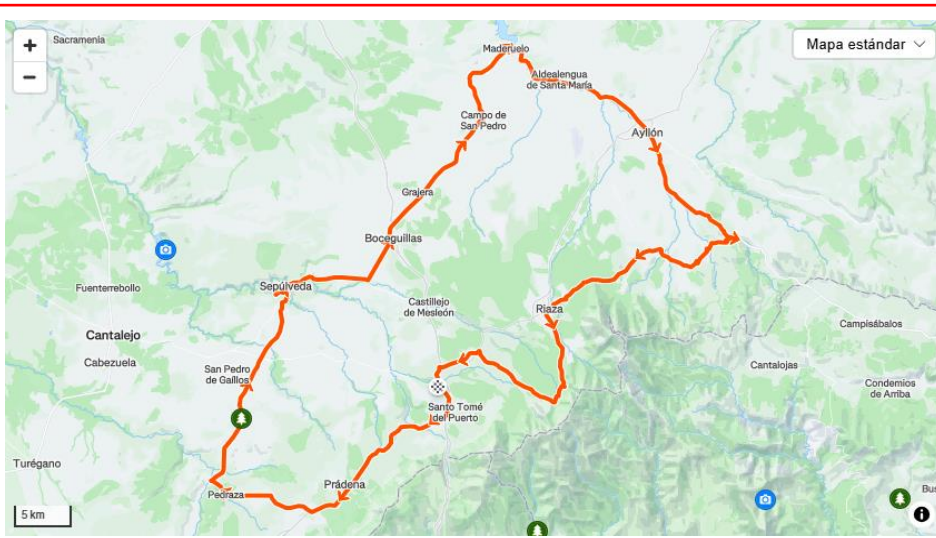 +
−
Mapa estándar
Sacramenia
Maderuelo
Aldealengua
de Santa María
Campo de
San Pedro
Ayllón
Grajera
Boceguillas
Fuenterrebollo
Sepúlveda
Castillejo
de Mesleón
Riaza
Campisábalos
Cantalejo
Cabezuela
San Pedro
de Gaíllos
Cantalojas
Condemios
de Arriba
Santo Tomé
del Puerto
Turégano
Pedraza
Prádena
Bus
5 km
i